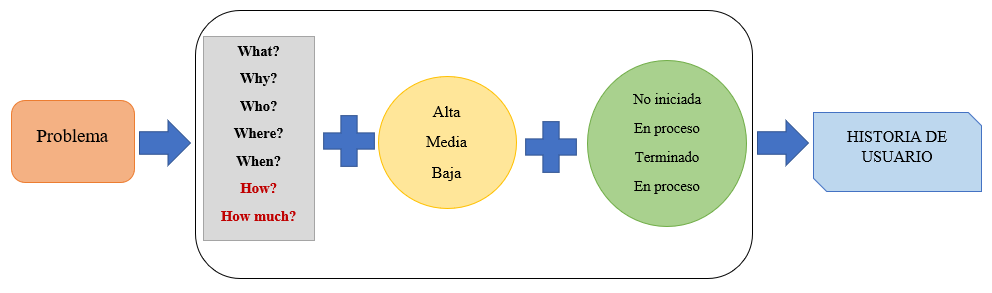 Problema
What?
Why?
Who?
Where?
When?
How?
How much?
Alta
Media
Baja
No iniciada
En proceso
Terminado
En proceso
HISTORIA DE
USUARIO